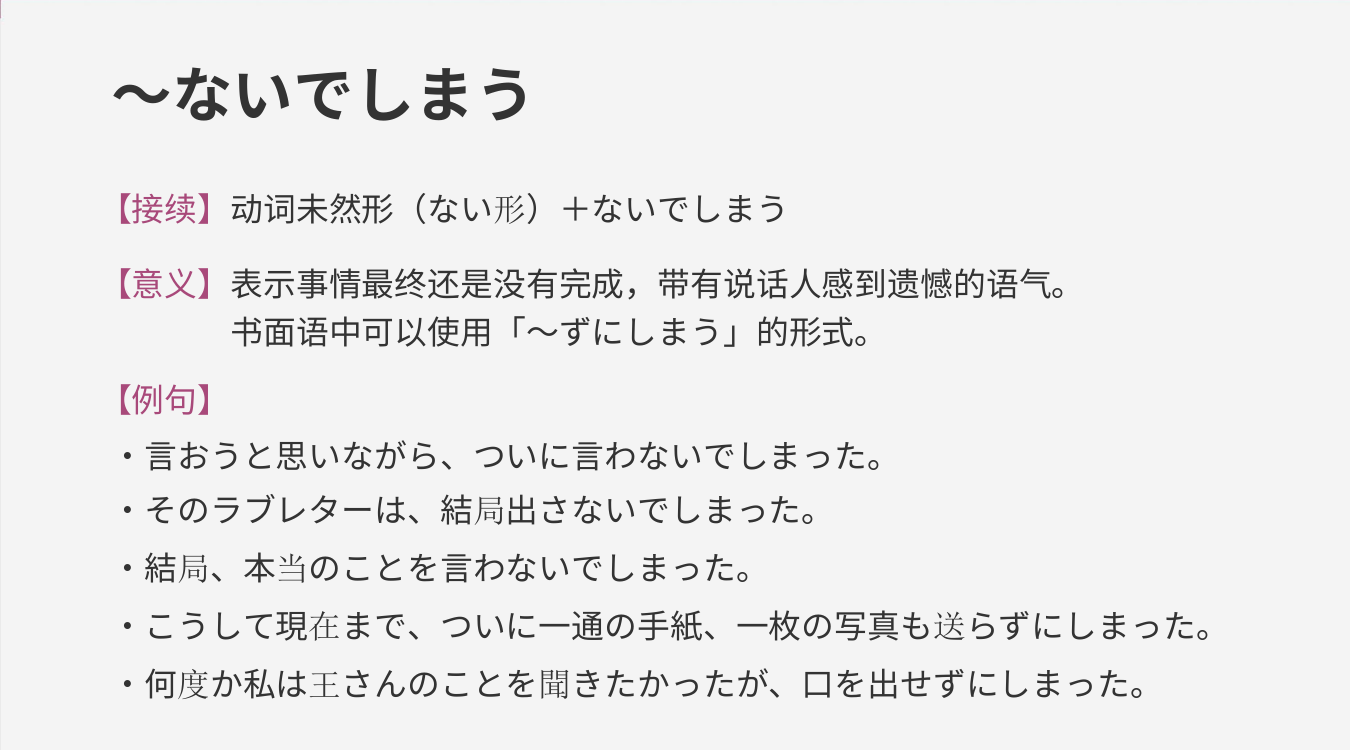 ～ないでしまう
【接续】动词未然形（ない形）＋ないでしまう
【意义】表示事情最终还是没有完成，带有说话人感到遗憾的语气。
书面语中可以使用「～ずにしまう」的形式。
【例句】
・言おうと思いながら、ついに言わないでしまった。
・そのラブレターは、結局出さないでしまった。
・結局、本当のことを言わないでしまった。
・こうして現在まで、ついに一通の手紙、一枚の写真も送らずにしまった。
・何度か私は王さんのことを聞きたかったが、口を出せずにしまった。